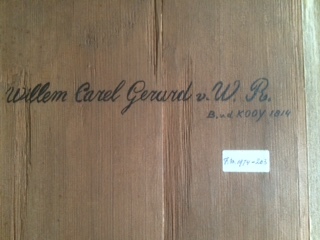 Willem Carel Gerard v. W. R.
B. v.d. KOOY 1814